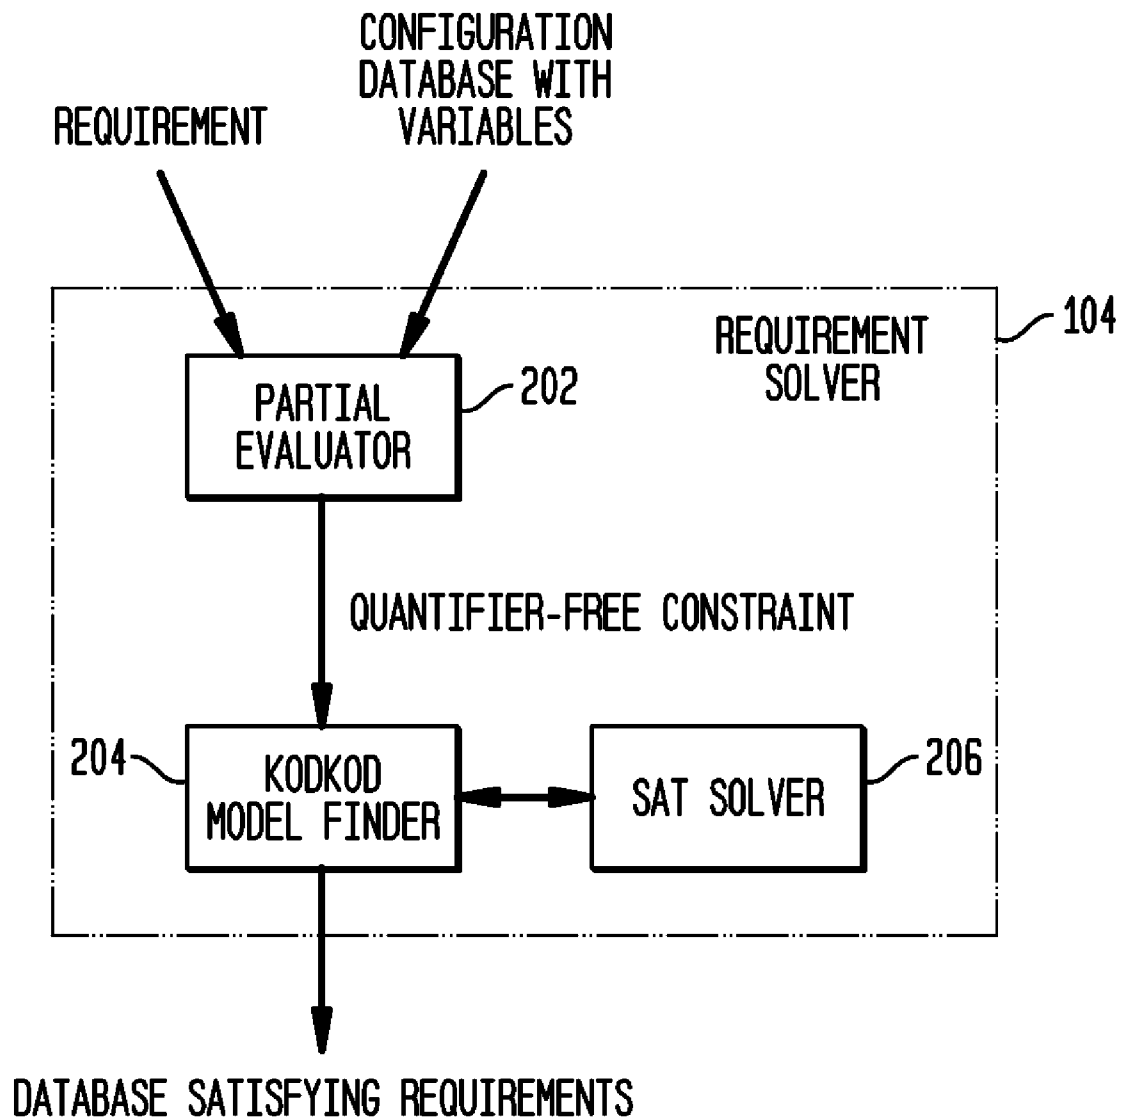 CONFIGURATION
DATABASE WITH
VARIABLES
REQUIREMENT
REQUIREMENT
SOLVER
104
PARTIAL
EVALUATOR
202
QUANTIFIER-FREE CONSTRAINT
204
KODKOD
MODEL FINDER
SAT SOLVER
206
DATABASE SATISFYING REQUIREMENTS